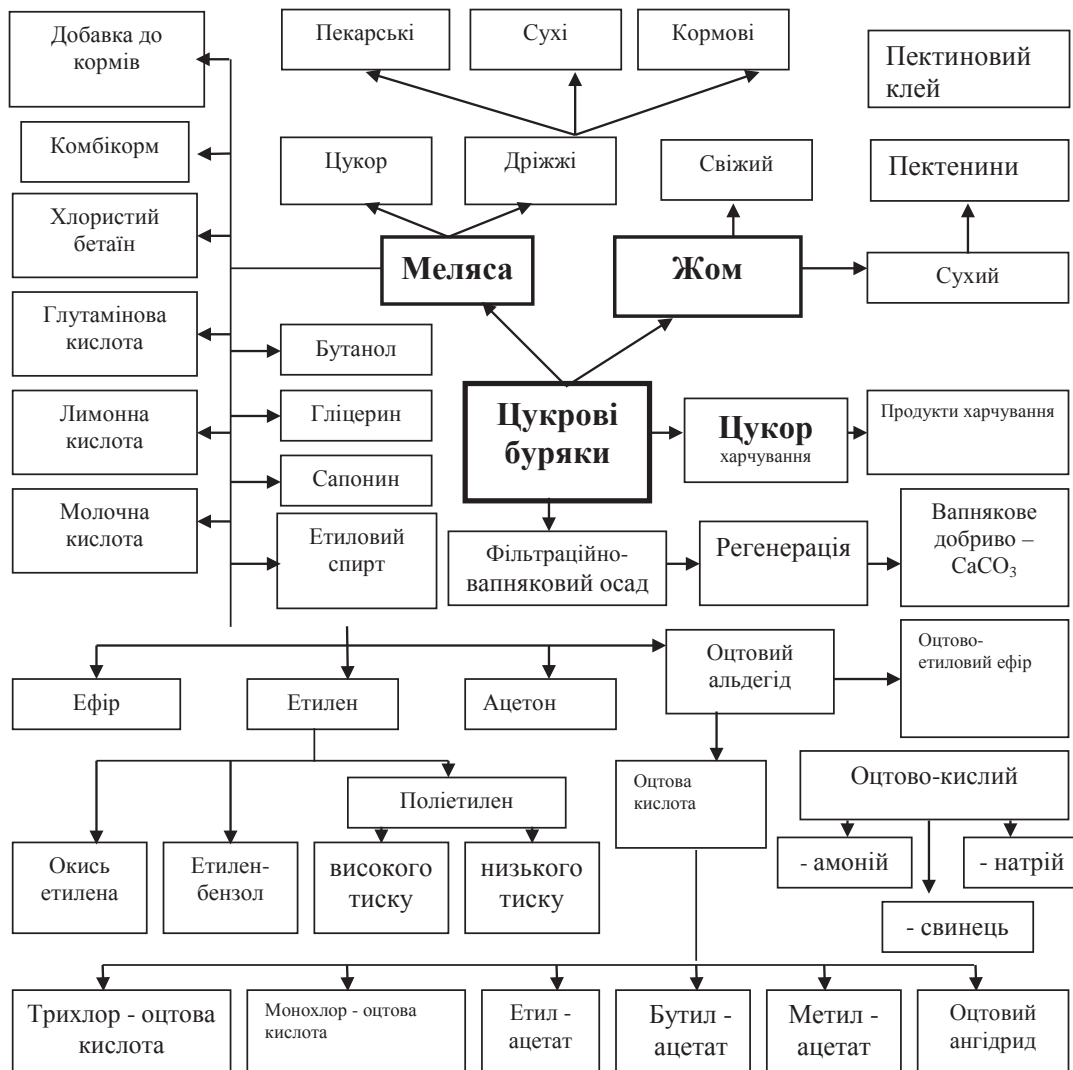 Добавка до
кормів
Пекарські
Сухі
Кормові
Пектиновий
клей
Комбікорм
Цукор
Дріжжі
Свіжий
Пектенини
Хлористий
бетаїн
Меляса
Жом
Сухий
Глутамінова
кислота
Бутанол
Лимонна
кислота
Гліцерин
Цукрові
буряки
Цукор
харчування
Продукти харчування
Сапонин
Молочна
кислота
Етиловий
спирт
Фільтраційно-
вапняковий осад
Регенерація
Вапнякове
добриво –
CaCO₃
Ефір
Етилен
Ацетон
Оцтовий
альдегід
Оцтово-
етиловий ефір
Поліетилен
Оцтова
кислота
Оцтово-кислий
Окись
етилена
Етилен-
бензол
високого
тиску
низького
тиску
- амоній
- натрій
- свинець
Трихлор - оцтова
кислота
Монохлор - оцтова
кислота
Етил -
ацетат
Бутил -
ацетат
Метил -
ацетат
Оцтовий
ангідрид